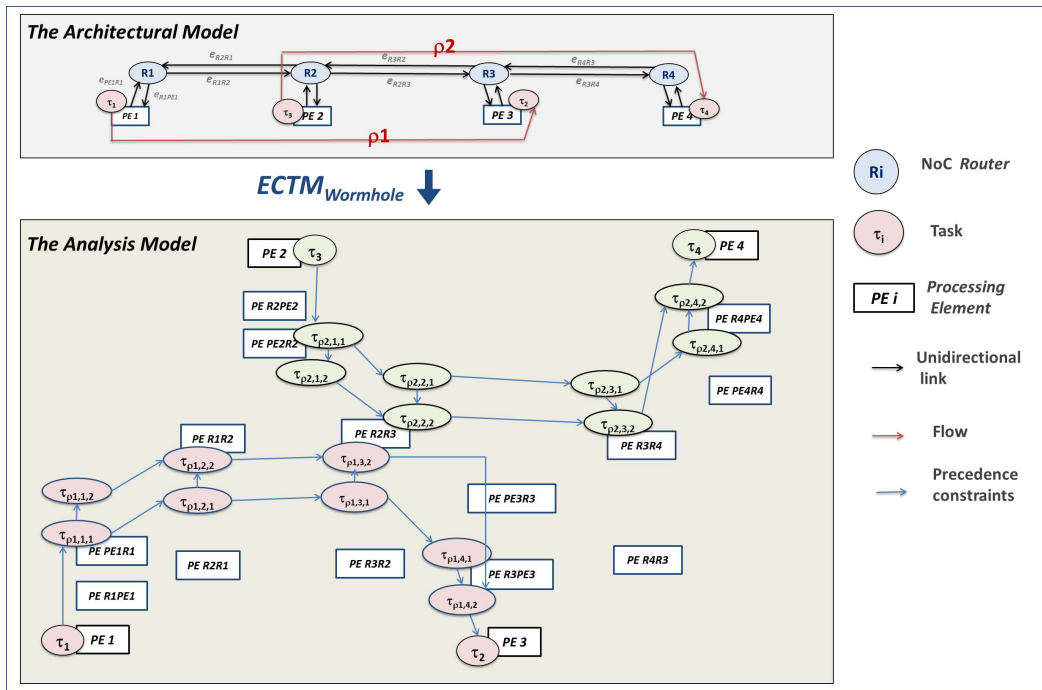 The Architectural Model
ρ2
e_R2R1
e_R3R2
e_R4R3
R1
R2
R3
R4
e_PE1R1
e_R1R2
e_R2R3
e_R3R4
e_R1PE1
τ1
PE 1
τ3
PE 2
PE 3
τ2
PE 4
τ4
ρ1
ECTM_Wormhole
The Analysis Model
PE 2
τ3
τ4
PE 4
PE R2PE2
τρ2,4,2
PE R4PE4
PE PE2R2
τρ2,1,1
τρ2,4,1
τρ2,1,2
τρ2,2,1
τρ2,3,1
PE PE4R4
τρ2,2,2
τρ2,3,2
PE R1R2
PE R2R3
PE R3R4
τρ1,2,2
τρ1,3,2
τρ1,1,2
τρ1,2,1
τρ1,3,1
PE PE3R3
τρ1,1,1
PE PE1R1
PE R2R1
PE R3R2
τρ1,4,1
PE R4R3
PE R3PE3
PE R1PE1
τρ1,4,2
τ1
PE 1
τ2
PE 3
Ri
NoC Router
τi
Task
PE i
Processing
Element
Unidirectional
link
Flow
Precedence
constraints